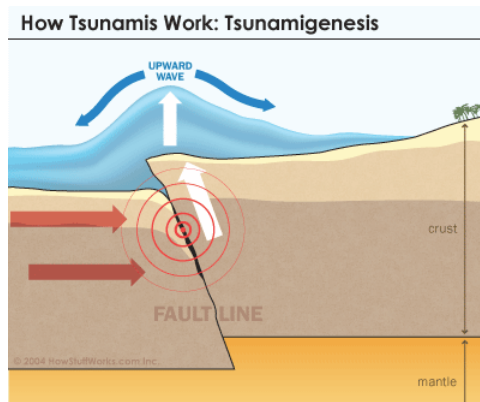 How Tsunamis Work: Tsunamigenesis
UPWARD
WAVE
crust
FAULT LINE
© 2004 HowStuffWorks.com Inc.
mantle